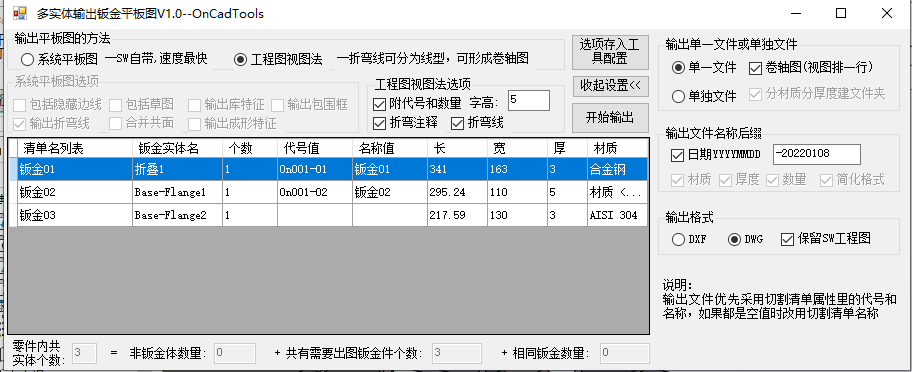 多实体输出钣金平板图V1.0--OnCadTools
输出平板图的方法
系统平板图 —SW自带,速度最快
工程图视图法 —折弯线可分为线型，可形成卷轴图
选项存入工具配置
收起设置<<
开始输出
系统平板图选项
包括隐藏边线 包括草图 输出库特征 输出包围框
输出折弯线 合并共面 输出成形特征
工程图视图法选项
附代号和数量 字高: 5
折弯注释 折弯线
清单名列表 钣金实体名 个数 代号值 名称值 长 宽 厚 材质
钣金01 折叠1 1 On001-01 钣金01 341 163 3 合金钢
钣金02 Base-Flange1 1 On001-02 钣金02 295.24 110 5 材质 <...
钣金03 Base-Flange2 1 217.59 130 3 AISI 304
零件内共实体个数: 3 = 非钣金体数量: 0 + 共有需要出图钣金件个数: 3 + 相同钣金数量: 0
输出单一文件或单独文件
单一文件 卷轴图(视图排一行)
单独文件 分材质分厚度建文件夹
输出文件名称后缀
日期YYYYMMDD -20220108
材质 厚度 数量 简化格式
输出格式
DXF DWG 保留SW工程图
说明:
输出文件优先采用切割清单属性里的代号和
名称，如果都是空值时改用切割清单名称